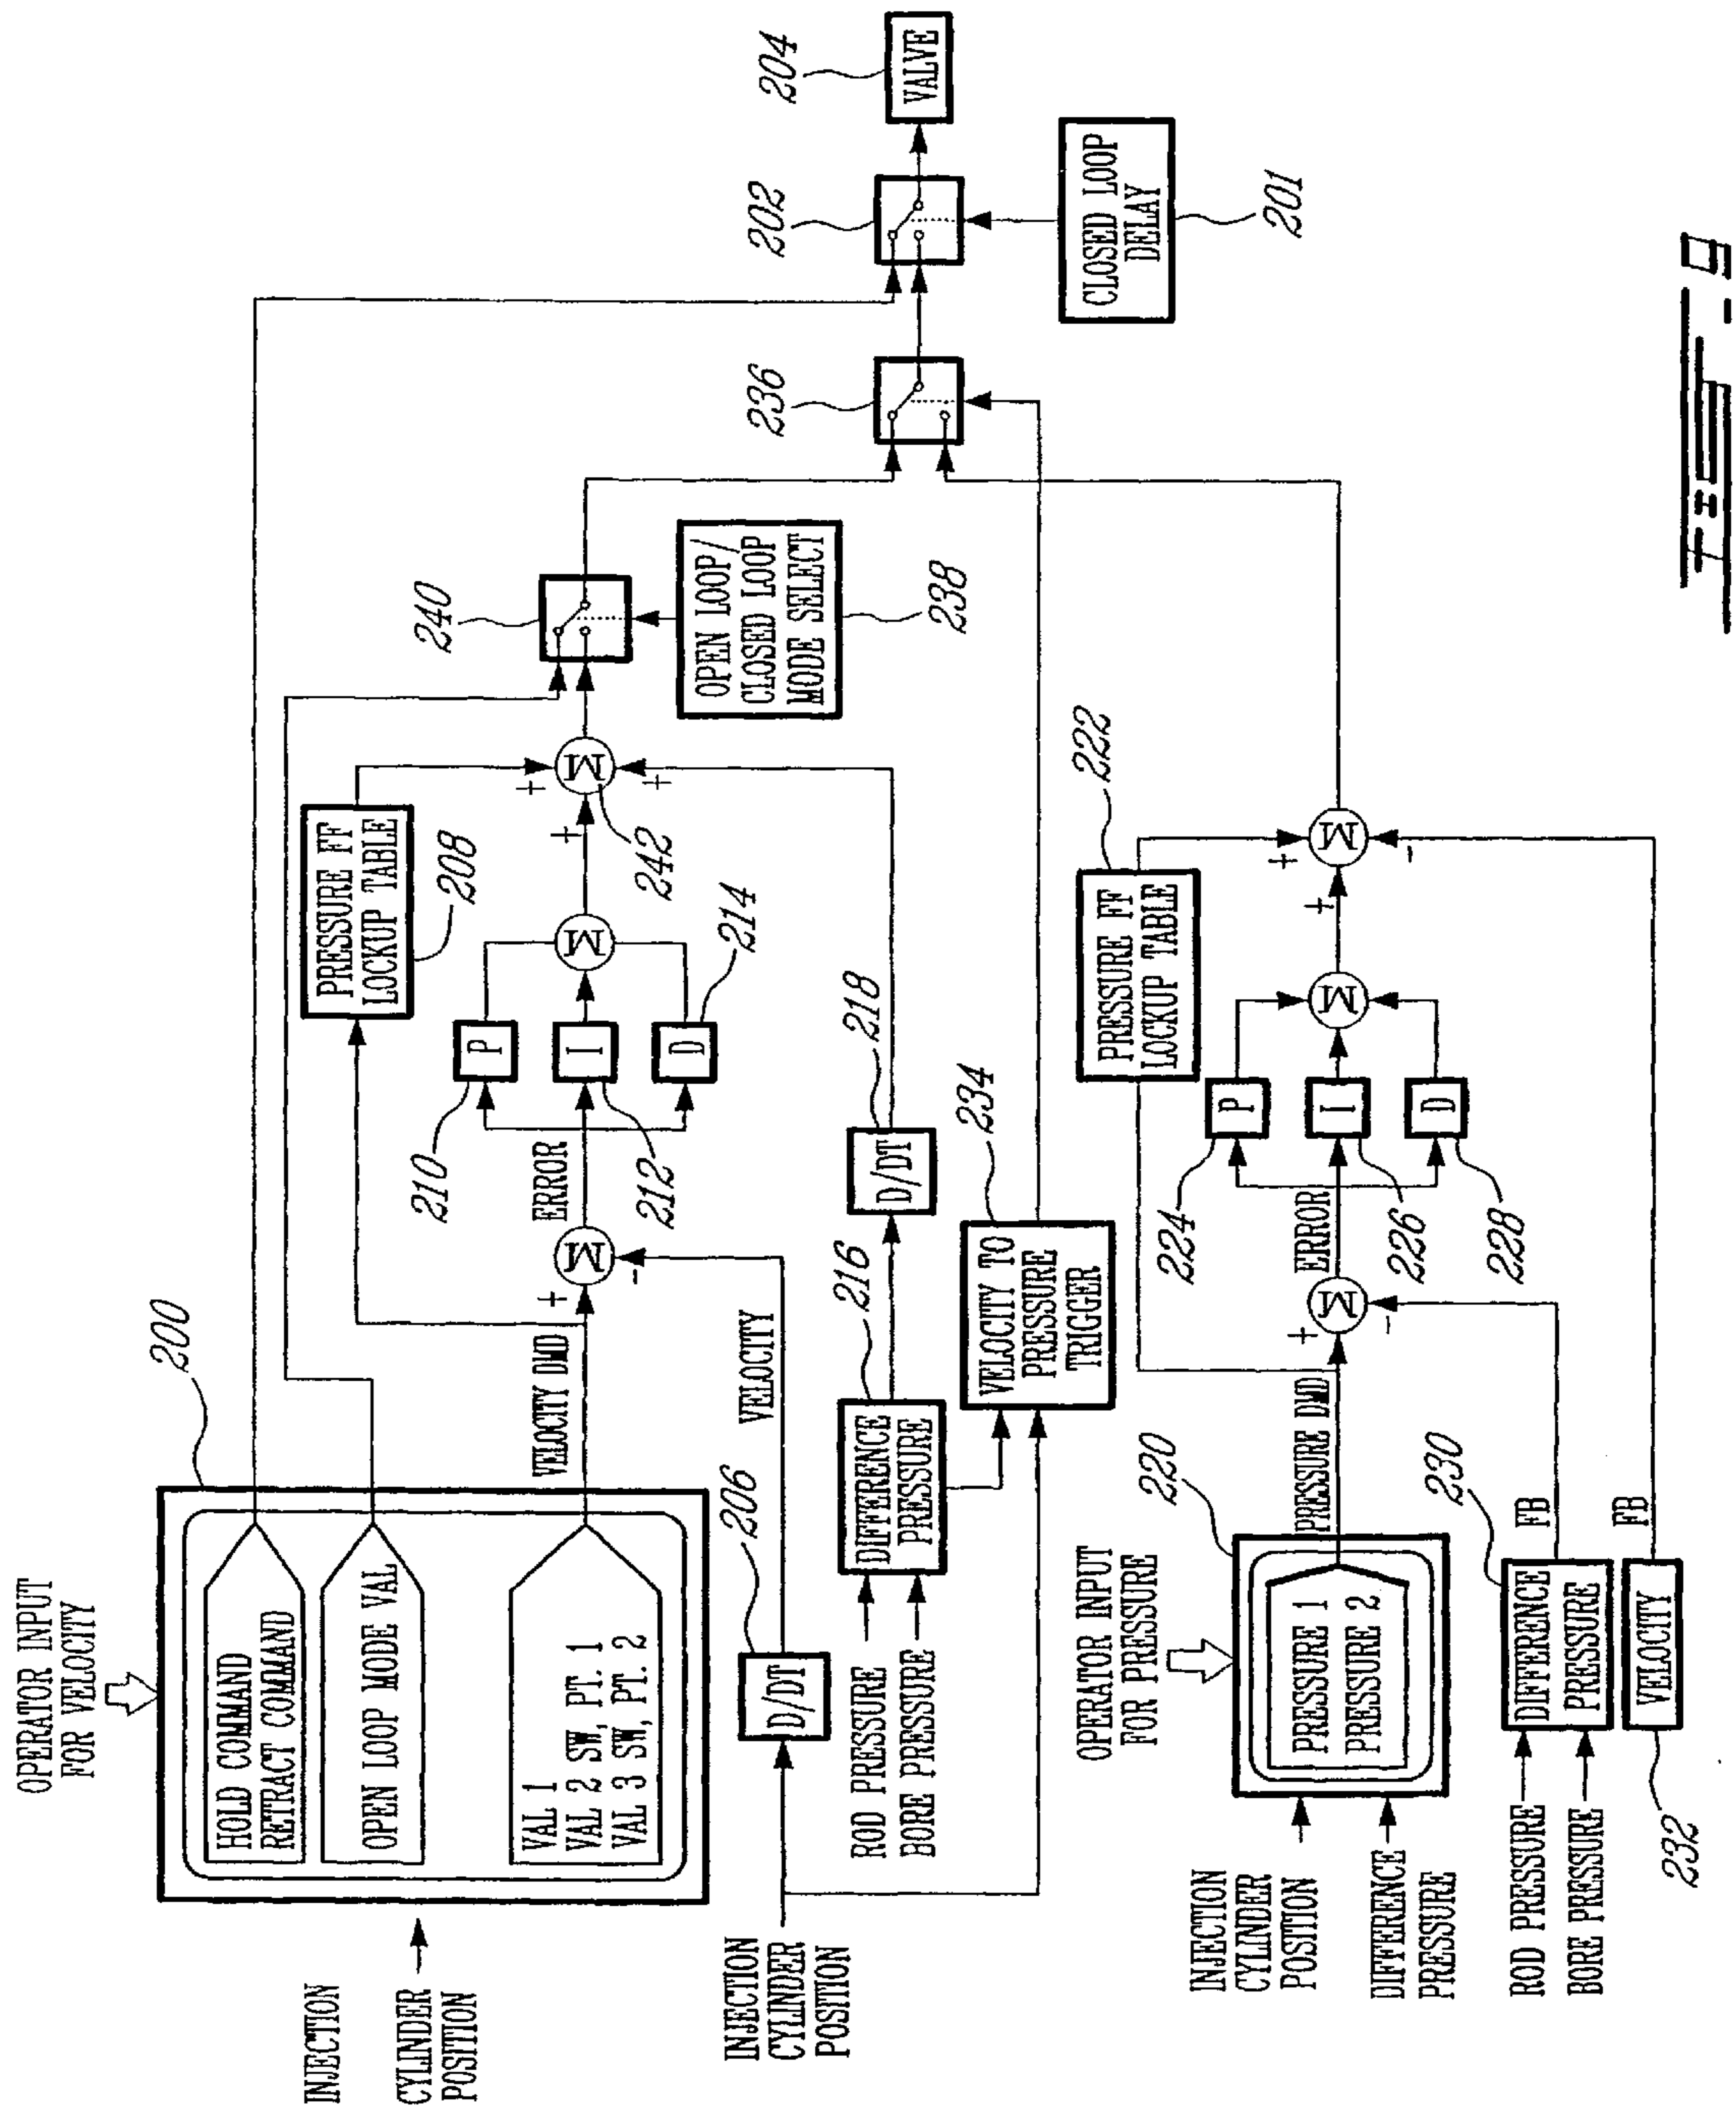 OPERATOR INPUT
FOR VELOCITY
200
HOLD COMMAND
RETRACT COMMAND
OPEN LOOP MODE VAL
VAL 1
VAL 2 SW, PT. 1
VAL 3 SW, PT. 2
INJECTION
CYLINDER
POSITION
VELOCITY DMD
+
-
M
ERROR
PRESSURE FF
LOCKUP TABLE
208
210
P
212
I
D
214
M
+
+
+
M
242
240
OPEN LOOP/
CLOSED LOOP
MODE SELECT
238
236
202
204
VALVE
CLOSED LOOP
DELAY
201
INJECTION
CYLINDER
POSITION
206
D/DT
VELOCITY
ROD PRESSURE
BORE PRESSURE
216
DIFFERENCE
PRESSURE
218
D/DT
234
VELOCITY TO
PRESSURE
TRIGGER
OPERATOR INPUT
FOR PRESSURE
220
PRESSURE 1
PRESSURE 2
INJECTION
CYLINDER
POSITION
DIFFERENCE
PRESSURE
PRESSURE DMD
+
-
M
ERROR
222
PRESSURE FF
LOCKUP TABLE
224
P
226
I
228
D
M
+
+
-
M
ROD PRESSURE
BORE PRESSURE
230
DIFFERENCE
PRESSURE
FB
232
VELOCITY
FB
FIG - 9